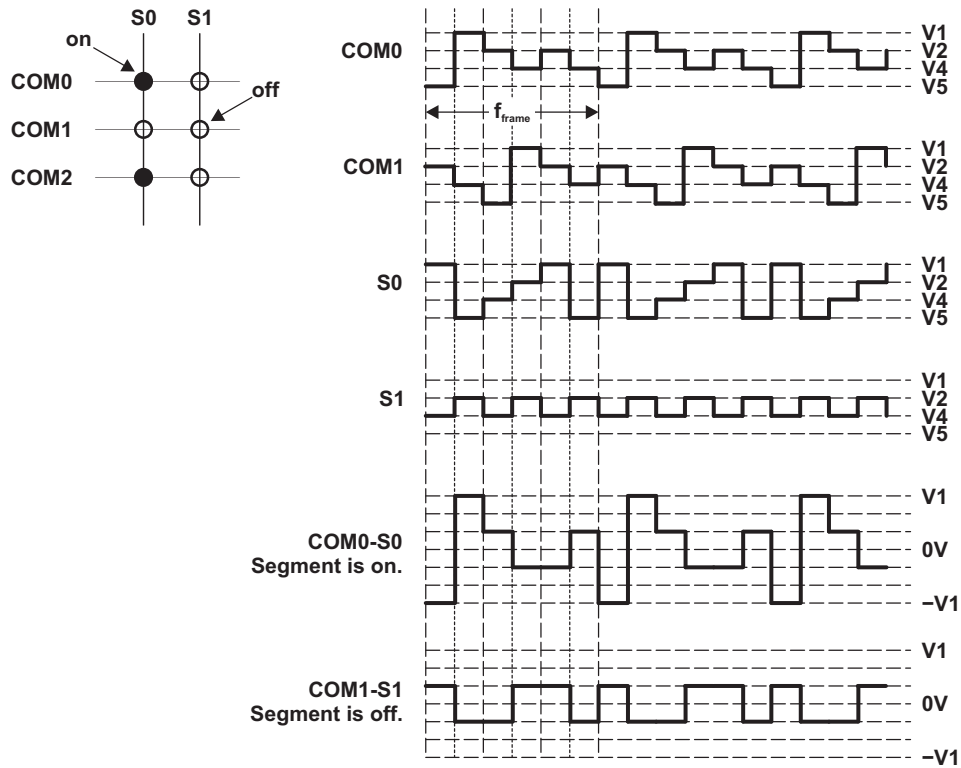 S0 S1
on
COM0
off
COM1
COM2
COM0
V1
V2
V4
V5
fframe
COM1
V1
V2
V4
V5
S0
V1
V2
V4
V5
S1
V1
V2
V4
V5
COM0-S0
Segment is on.
V1
0V
−V1
COM1-S1
Segment is off.
V1
0V
−V1